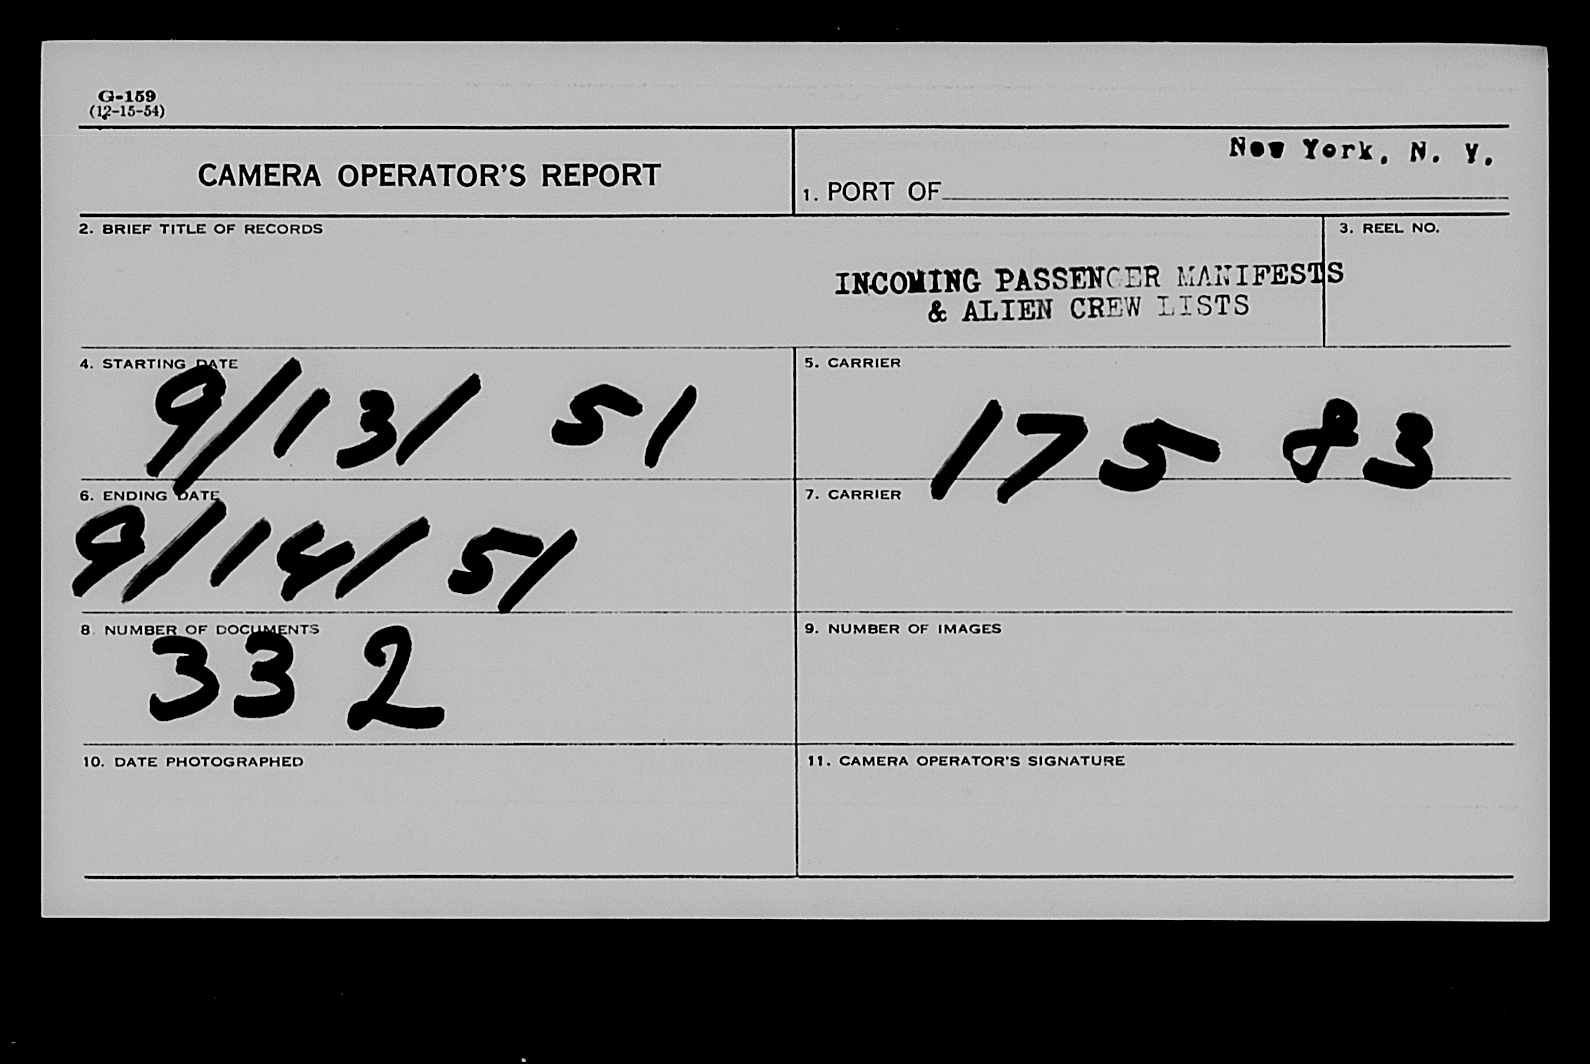 G-159
(12-15-54)
CAMERA OPERATOR'S REPORT
New York, N. Y.
1. PORT OF
2. BRIEF TITLE OF RECORDS
3. REEL NO.
INCOMING PASSENGER MANIFESTS
& ALIEN CREW LISTS
4. STARTING DATE
9/13/ 51
5. CARRIER
175 83
6. ENDING DATE
9/14/51
7. CARRIER
8. NUMBER OF DOCUMENTS
332
9. NUMBER OF IMAGES
10. DATE PHOTOGRAPHED
11. CAMERA OPERATOR'S SIGNATURE